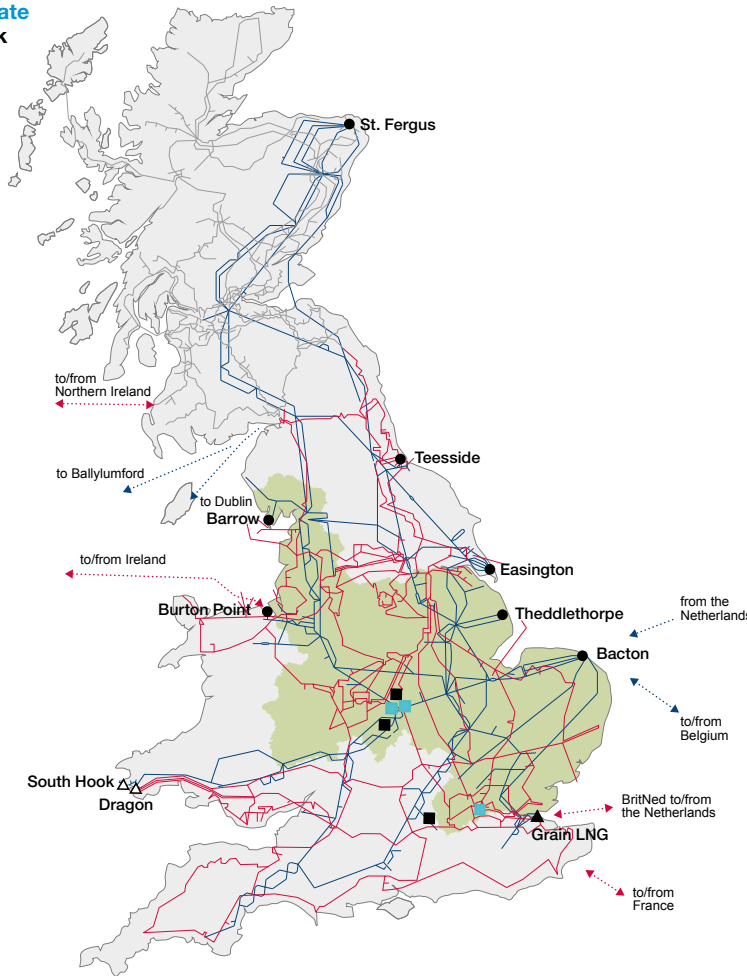 St. Fergus
to/from
Northern Ireland
Teesside
to Ballylumford
to Dublin
Barrow
to/from Ireland
Easington
Burton Point
Theddlethorpe
from the
Bacton
to/from
Belgium
South Hook
Dragon
BritNed to/from
the Netherlands
Grain LNG
to/from
France